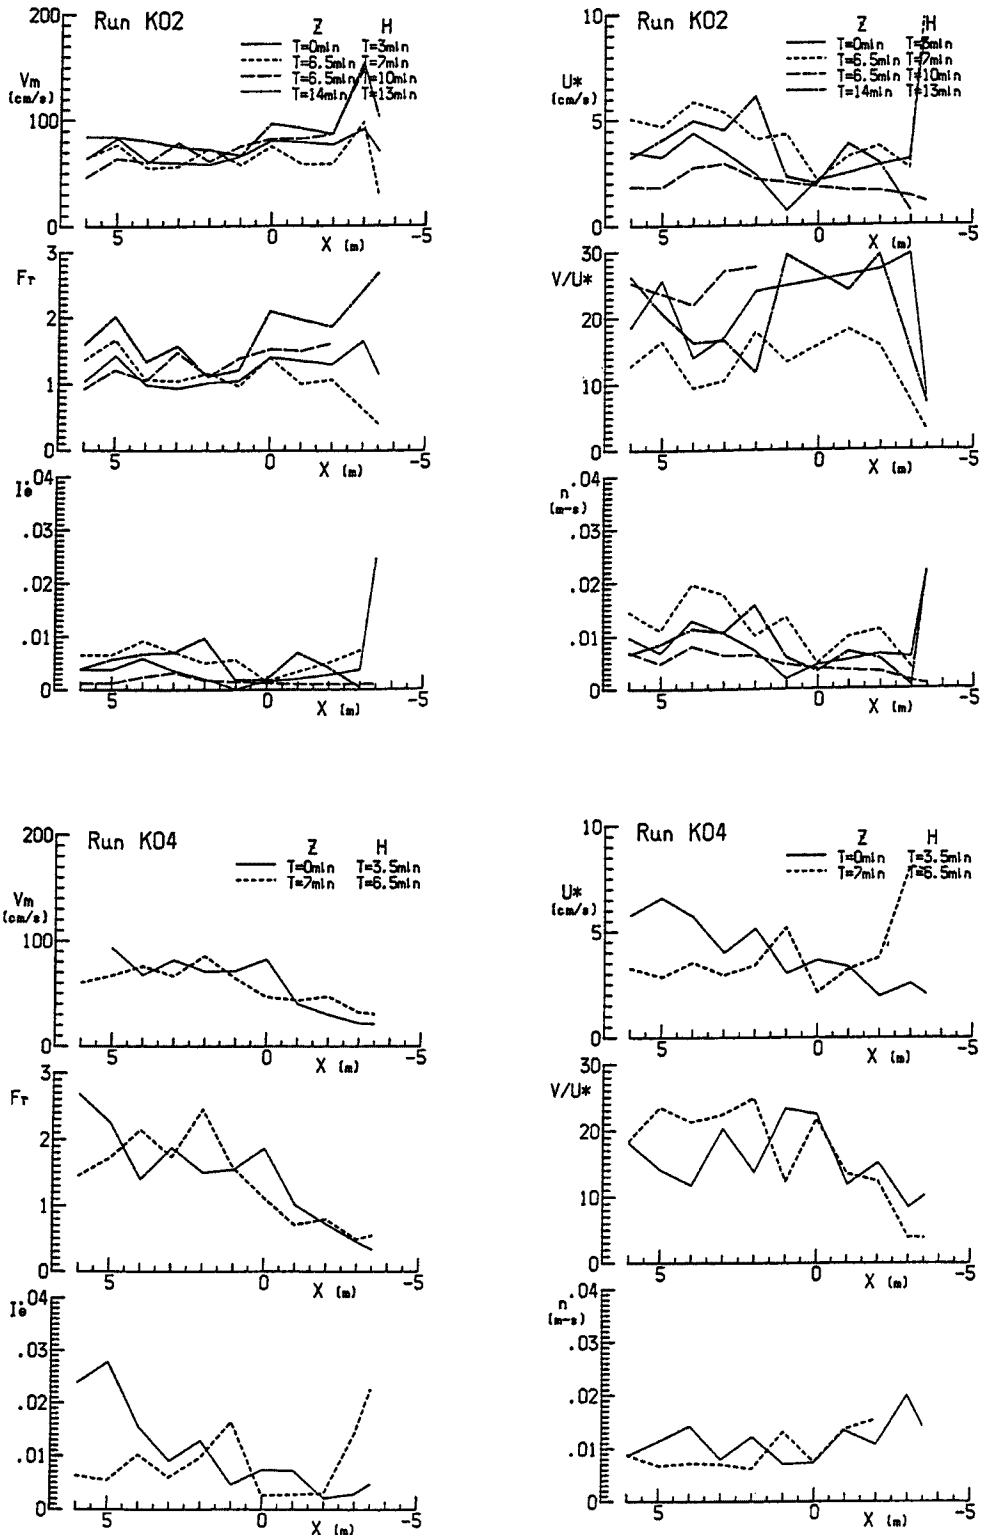 Run K02
Z H
T=0min T=3min
T=6.5min T=7min
T=6.5min T=10min
T=14min T=13min
Vm
(cm/s)
200
100
0
5 0 -5
X (m)
Fr
3
2
1
0
5 0 -5
X (m)
Ie
.04
.03
.02
.01
0
5 0 -5
X (m)
Run K02
Z H
T=0min T=3min
T=6.5min T=7min
T=6.5min T=10min
T=14min T=13min
U*
(cm/s)
10
5
0
5 0 -5
X (m)
V/U*
30
20
10
0
5 0 -5
X (m)
n
(m-s)
.04
.03
.02
.01
0
5 0 -5
X (m)
Run K04
Z H
T=0min T=3.5min
T=7min T=6.5min
Vm
(cm/s)
200
100
0
5 0 -5
X (m)
Fr
3
2
1
0
5 0 -5
X (m)
Ie
.04
.03
.02
.01
0
5 0 -5
X (m)
Run K04
Z H
T=0min T=3.5min
T=7min T=6.5min
U*
(cm/s)
10
5
0
5 0 -5
X (m)
V/U*
30
20
10
0
5 0 -5
X (m)
n
(m-s)
.04
.03
.02
.01
0
5 0 -5
X (m)